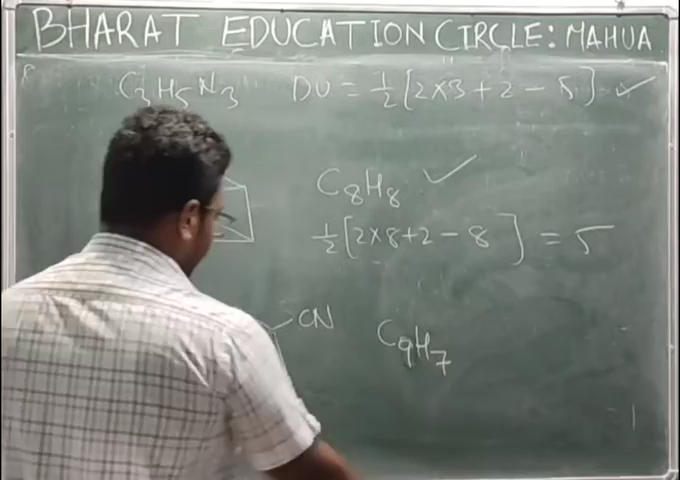 BHARAT EDUCATION CIRCLE: MAHUA
C₃H₅N₃ DU = 1/2[2×3+2-5] ✓
C₈H₈ ✓
1/2[2×8+2-8] = 5
CN
C₉H₇